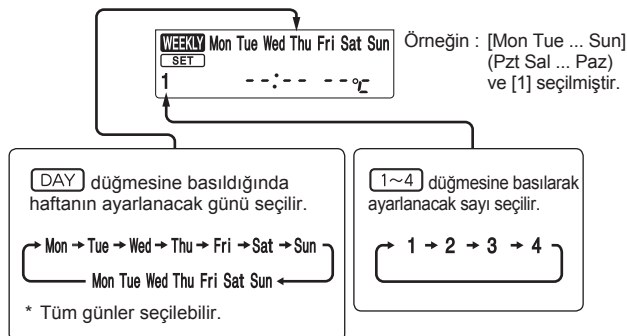 WEEKLY Mon Tue Wed Thu Fri Sat Sun
SET
1 --:-- --°C
Örneğin : [Mon Tue ... Sun]
(Pzt Sal ... Paz)
ve [1] seçilmiştir.
DAY düğmesine basıldığında
haftanın ayarlanacak günü seçilir.
Mon → Tue → Wed → Thu → Fri → Sat → Sun
Mon Tue Wed Thu Fri Sat Sun
* Tüm günler seçilebilir.
1~4 düğmesine basılarak
ayarlanacak sayı seçilir.
1 → 2 → 3 → 4